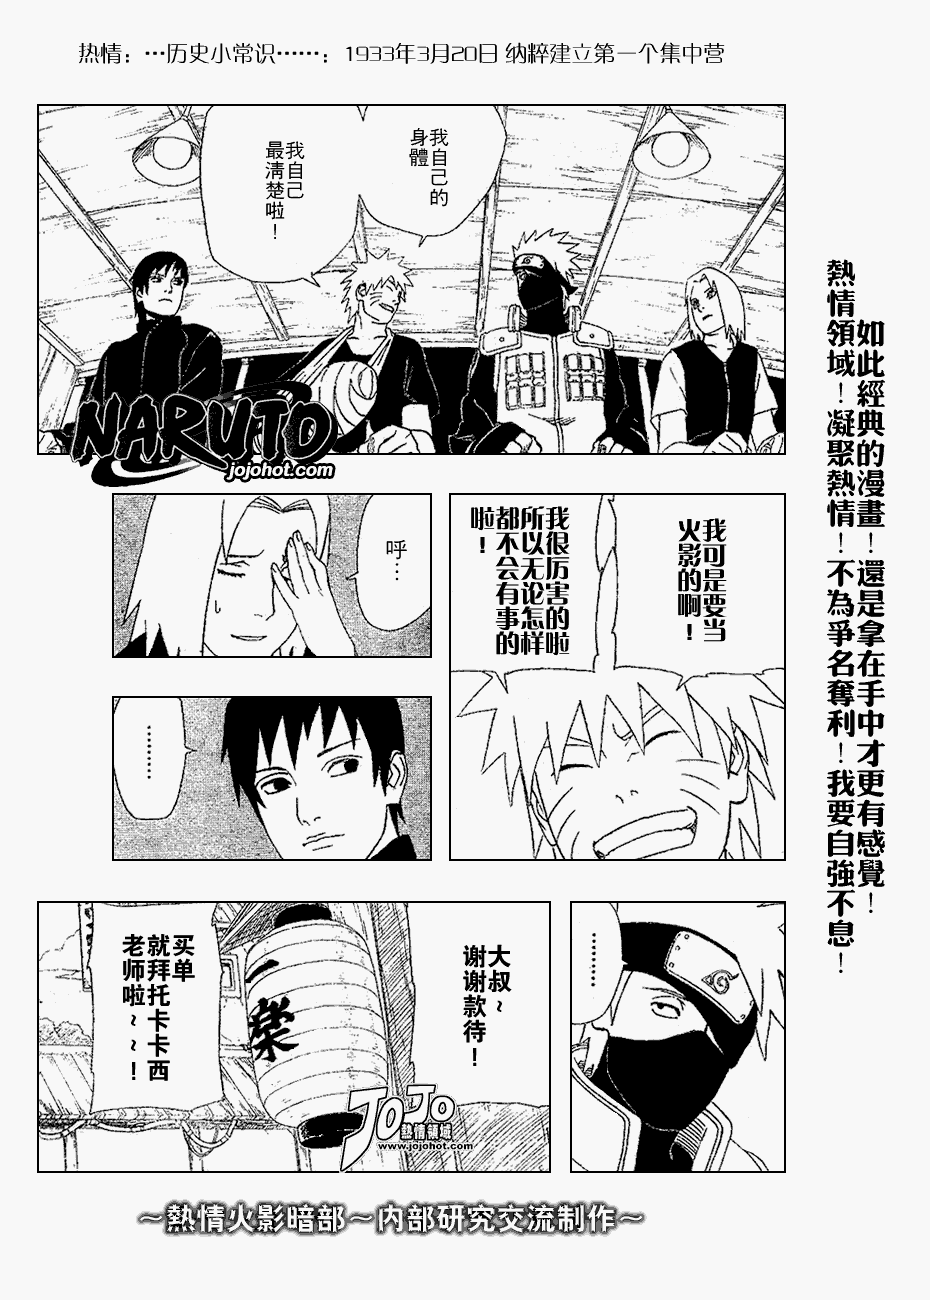 热情：…历史小常识……：1933年3月20日 纳粹建立第一个集中营
我自己的
身體
我自己
最清楚啦！
NARUTO
jojohot.com
我可是要当
火影的啊！
我很厉害的啦
所以无论怎样
都不会有事的
啦！
呼…
………
………
大叔～
谢谢款待！
一楽
买单
就拜托卡卡西
老师啦～～！
JOJO
熱情領域
www.jojohot.com
如此經典的漫畫！還是拿在手中才更有感覺！
熱情領域！凝聚熱情！不為爭名奪利！我要自強不息！
～熱情火影暗部～内部研究交流制作～